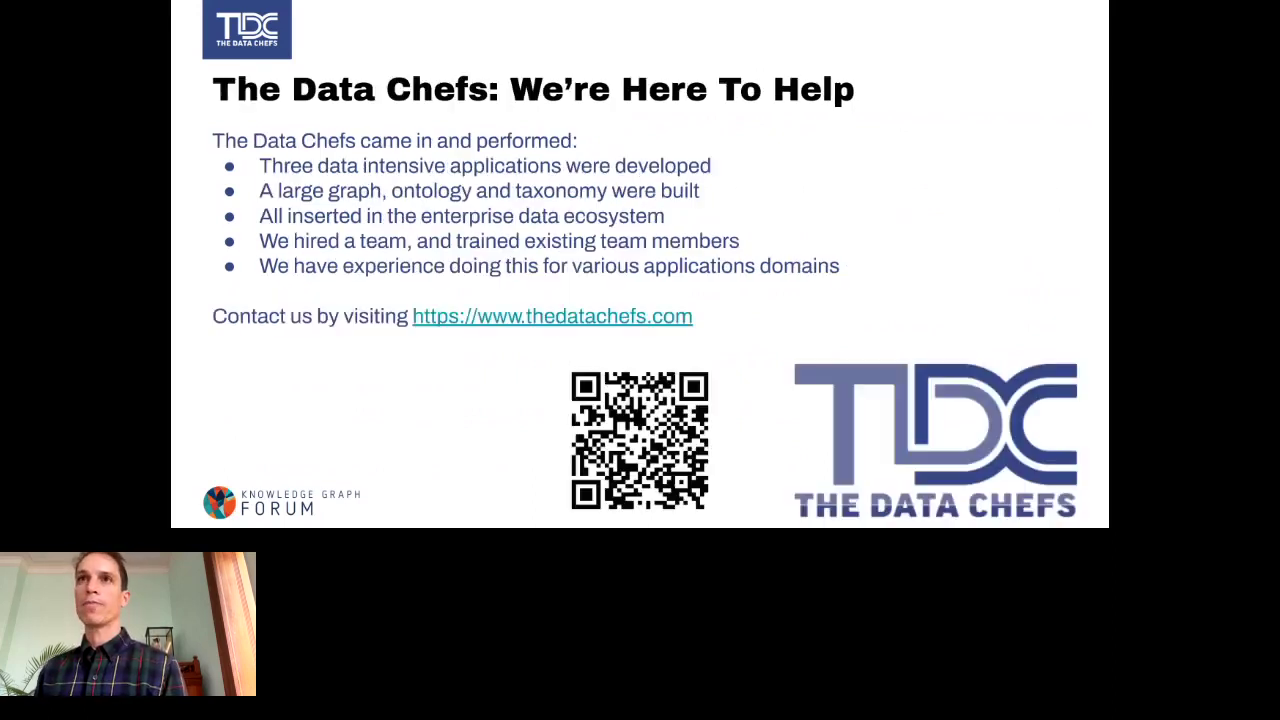 TDC
THE DATA CHEFS
The Data Chefs: We're Here To Help
The Data Chefs came in and performed:
● Three data intensive applications were developed
● A large graph, ontology and taxonomy were built
● All inserted in the enterprise data ecosystem
● We hired a team, and trained existing team members
● We have experience doing this for various applications domains
Contact us by visiting https://www.thedatachefs.com
KNOWLEDGE GRAPH
FORUM
TDC
THE DATA CHEFS